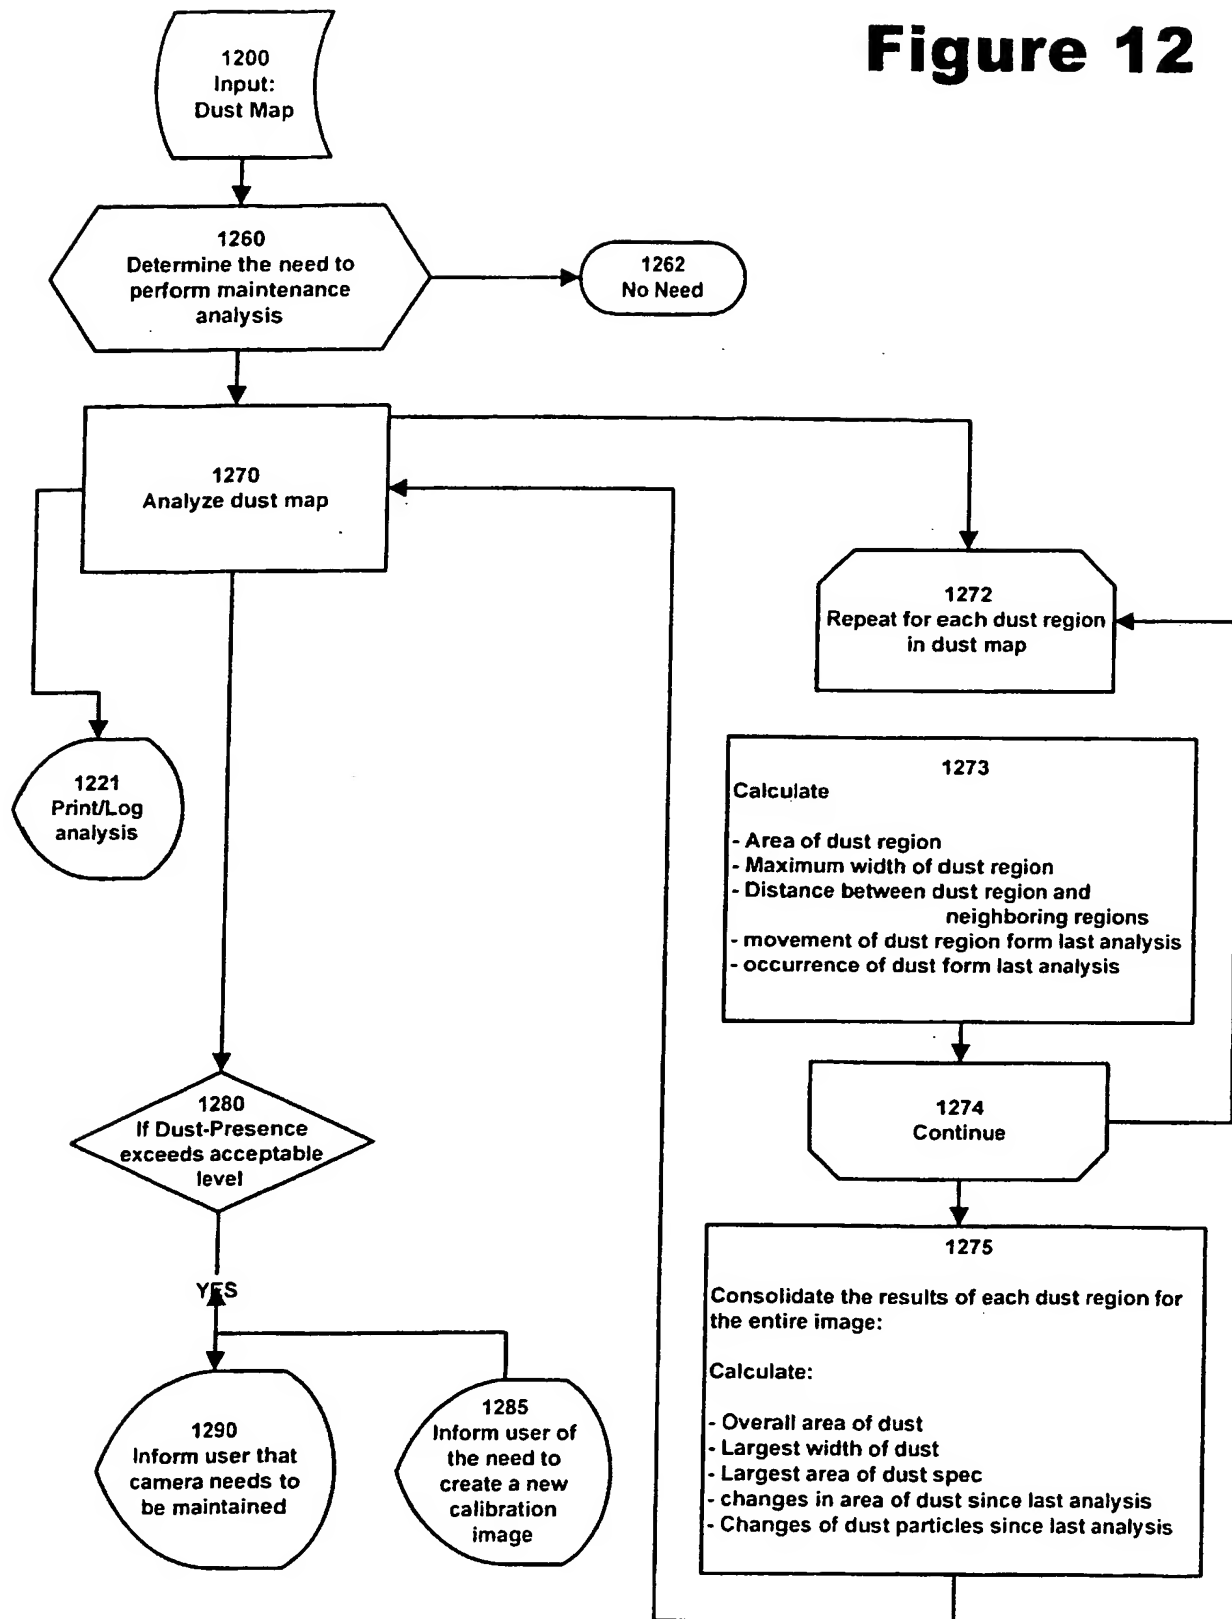 Figure 12
1200
Input:
Dust Map
1260
Determine the need to
perform maintenance
analysis
1262
No Need
1270
Analyze dust map
1272
Repeat for each dust region
in dust map
1221
Print/Log
analysis
1273
Calculate
- Area of dust region
- Maximum width of dust region
- Distance between dust region and
neighboring regions
- movement of dust region form last analysis
- occurrence of dust form last analysis
1274
Continue
1280
If Dust-Presence
exceeds acceptable
level
YES
1290
Inform user that
camera needs to
be maintained
1285
Inform user of
the need to
create a new
calibration
image
1275
Consolidate the results of each dust region for
the entire image:
Calculate:
- Overall area of dust
- Largest width of dust
- Largest area of dust spec
- changes in area of dust since last analysis
- Changes of dust particles since last analysis